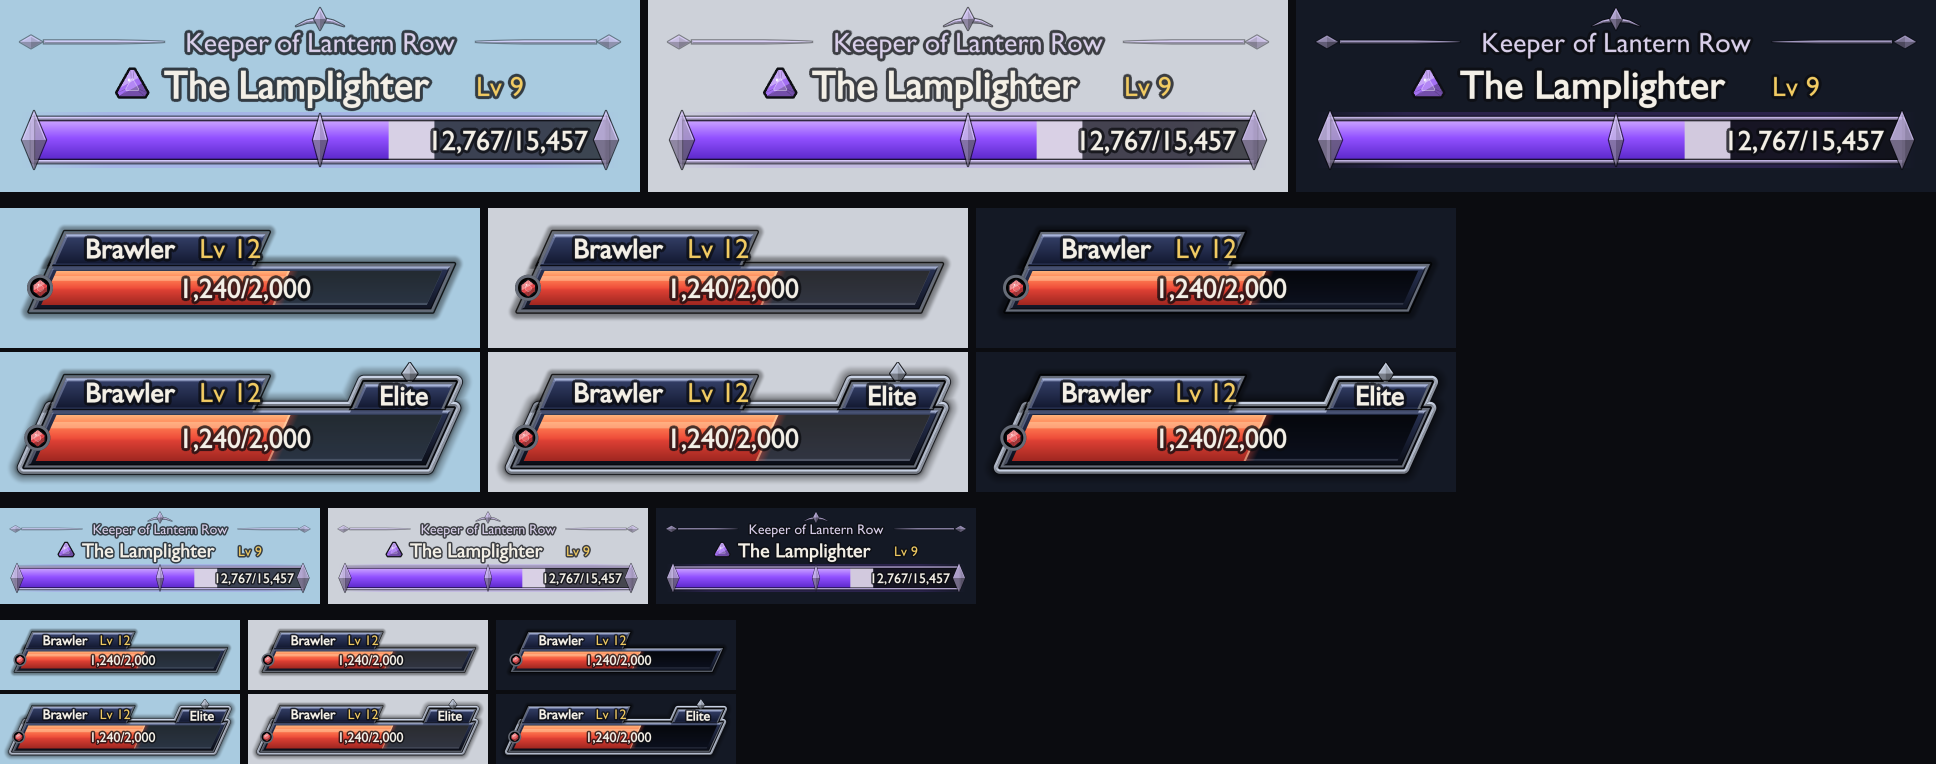 Keeper of Lantern Row
The Lamplighter Lv 9
12,767/15,457
Keeper of Lantern Row
The Lamplighter Lv 9
12,767/15,457
Keeper of Lantern Row
The Lamplighter Lv 9
12,767/15,457
Brawler Lv 12
1,240/2,000
Brawler Lv 12
1,240/2,000
Brawler Lv 12
1,240/2,000
Brawler Lv 12 Elite
1,240/2,000
Brawler Lv 12 Elite
1,240/2,000
Brawler Lv 12 Elite
1,240/2,000
Keeper of Lantern Row
The Lamplighter Lv 9
12,767/15,457
Keeper of Lantern Row
The Lamplighter Lv 9
12,767/15,457
Keeper of Lantern Row
The Lamplighter Lv 9
12,767/15,457
Brawler Lv 12
1,240/2,000
Brawler Lv 12
1,240/2,000
Brawler Lv 12
1,240/2,000
Brawler Lv 12 Elite
1,240/2,000
Brawler Lv 12 Elite
1,240/2,000
Brawler Lv 12 Elite
1,240/2,000